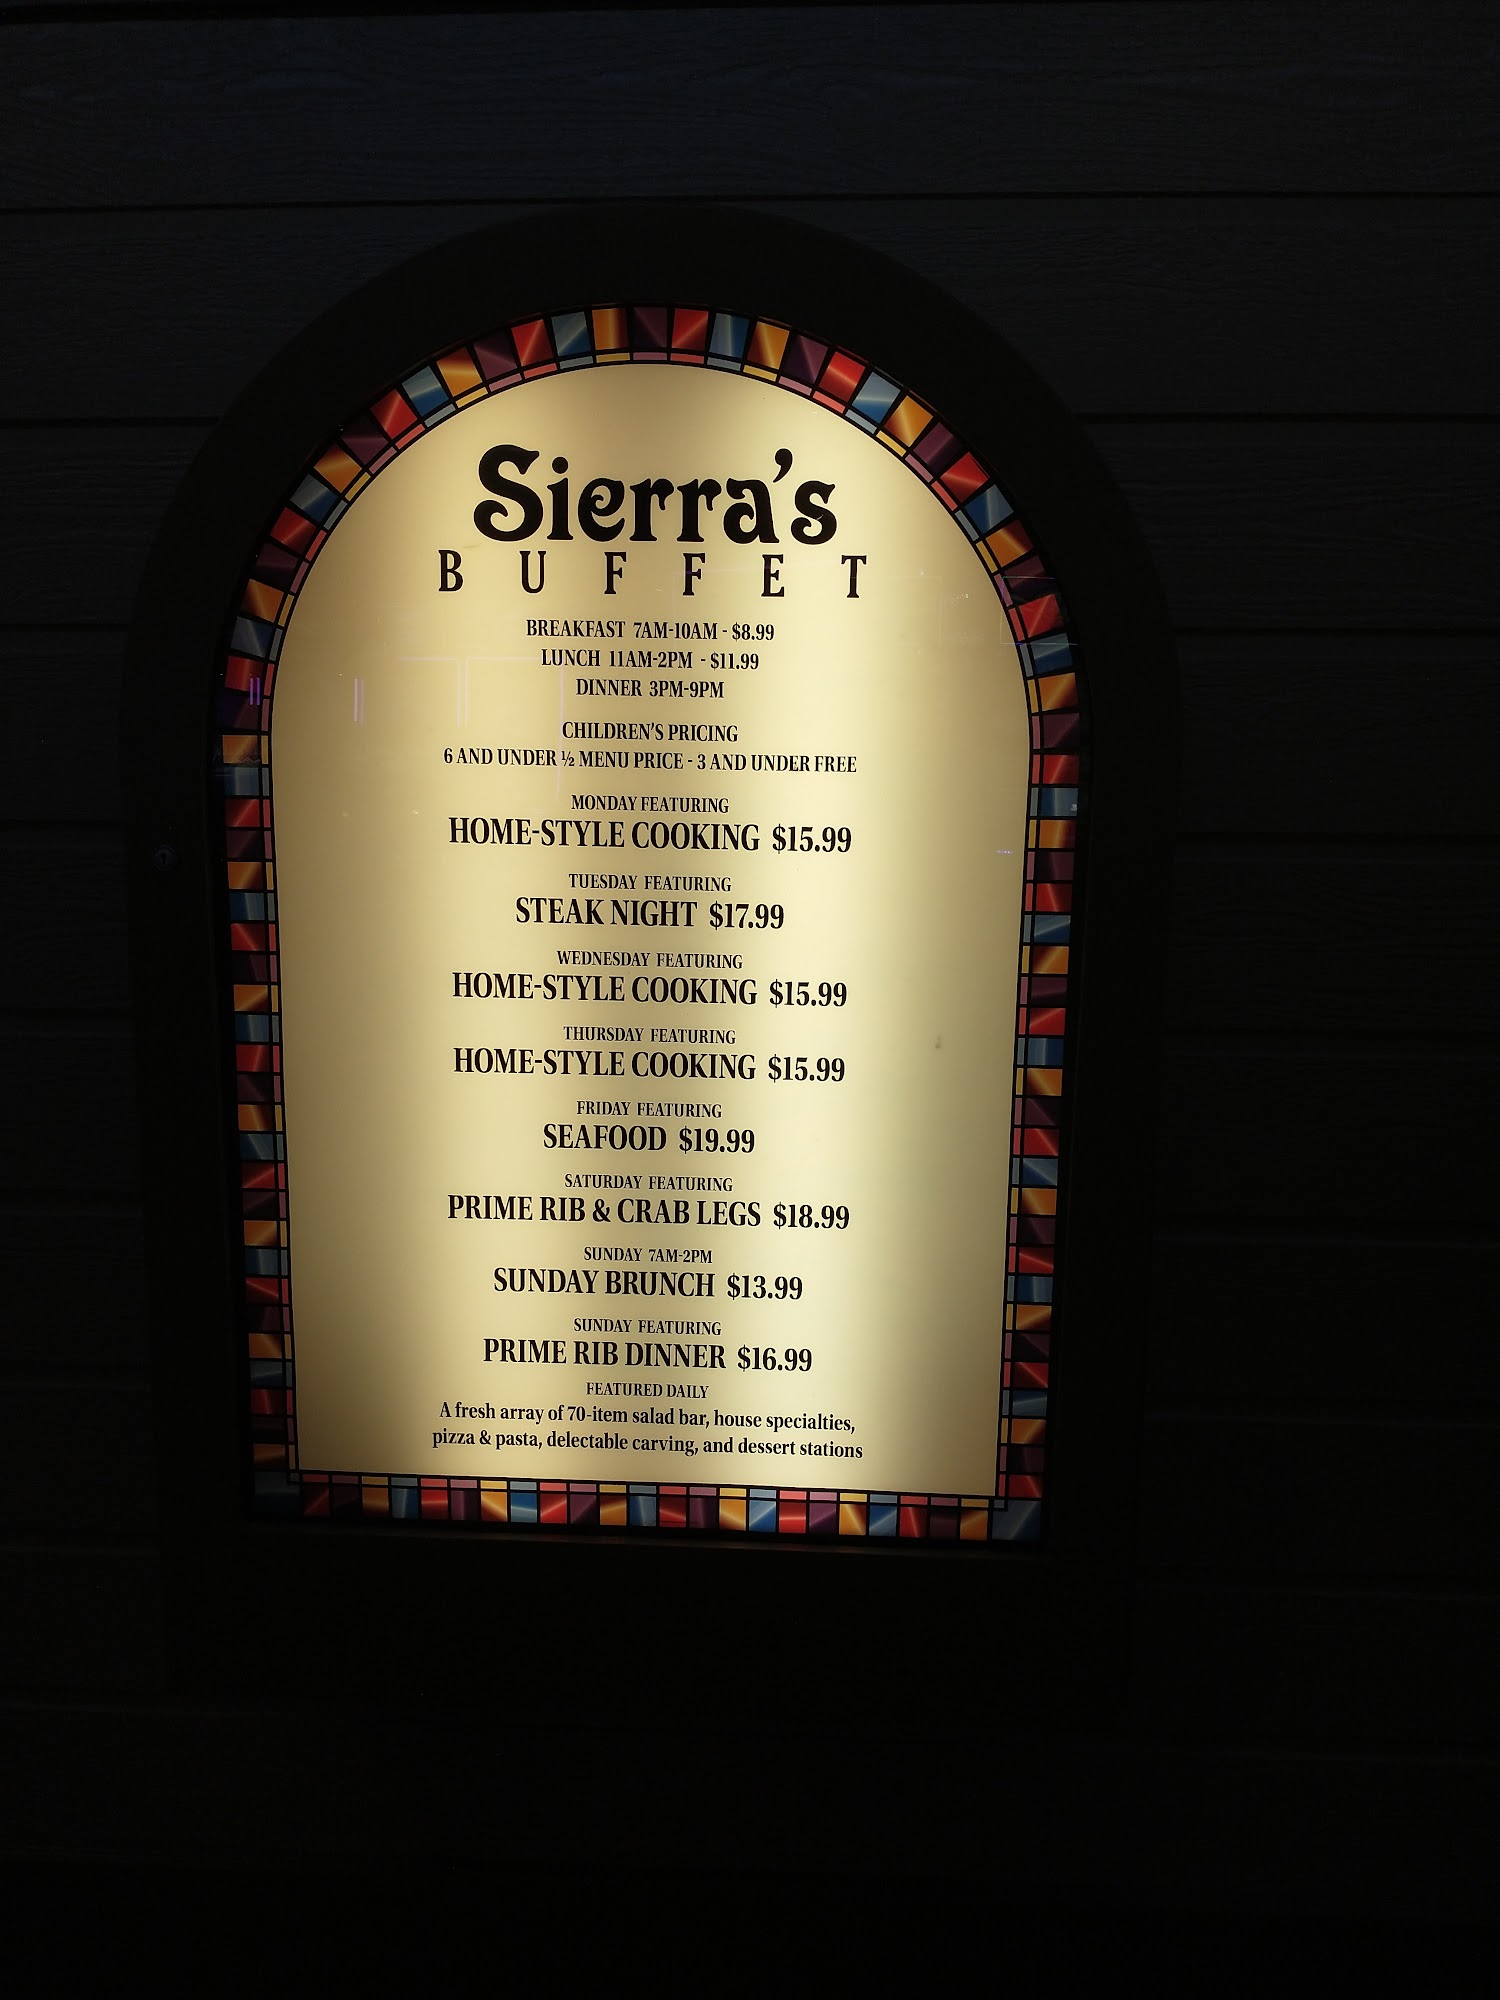 Sierra's
BUFFET
BREAKFAST 7AM-10AM - $8.99
LUNCH 11AM-2PM - $11.99
DINNER 3PM-9PM
CHILDREN'S PRICING
6 AND UNDER ½ MENU PRICE - 3 AND UNDER FREE
MONDAY FEATURING
HOME-STYLE COOKING $15.99
TUESDAY FEATURING
STEAK NIGHT $17.99
WEDNESDAY FEATURING
HOME-STYLE COOKING $15.99
THURSDAY FEATURING
HOME-STYLE COOKING $15.99
FRIDAY FEATURING
SEAFOOD $19.99
SATURDAY FEATURING
PRIME RIB & CRAB LEGS $18.99
SUNDAY 7AM-2PM
SUNDAY BRUNCH $13.99
SUNDAY FEATURING
PRIME RIB DINNER $16.99
FEATURED DAILY
A fresh array of 70-item salad bar, house specialties,
pizza & pasta, delectable carving, and dessert stations